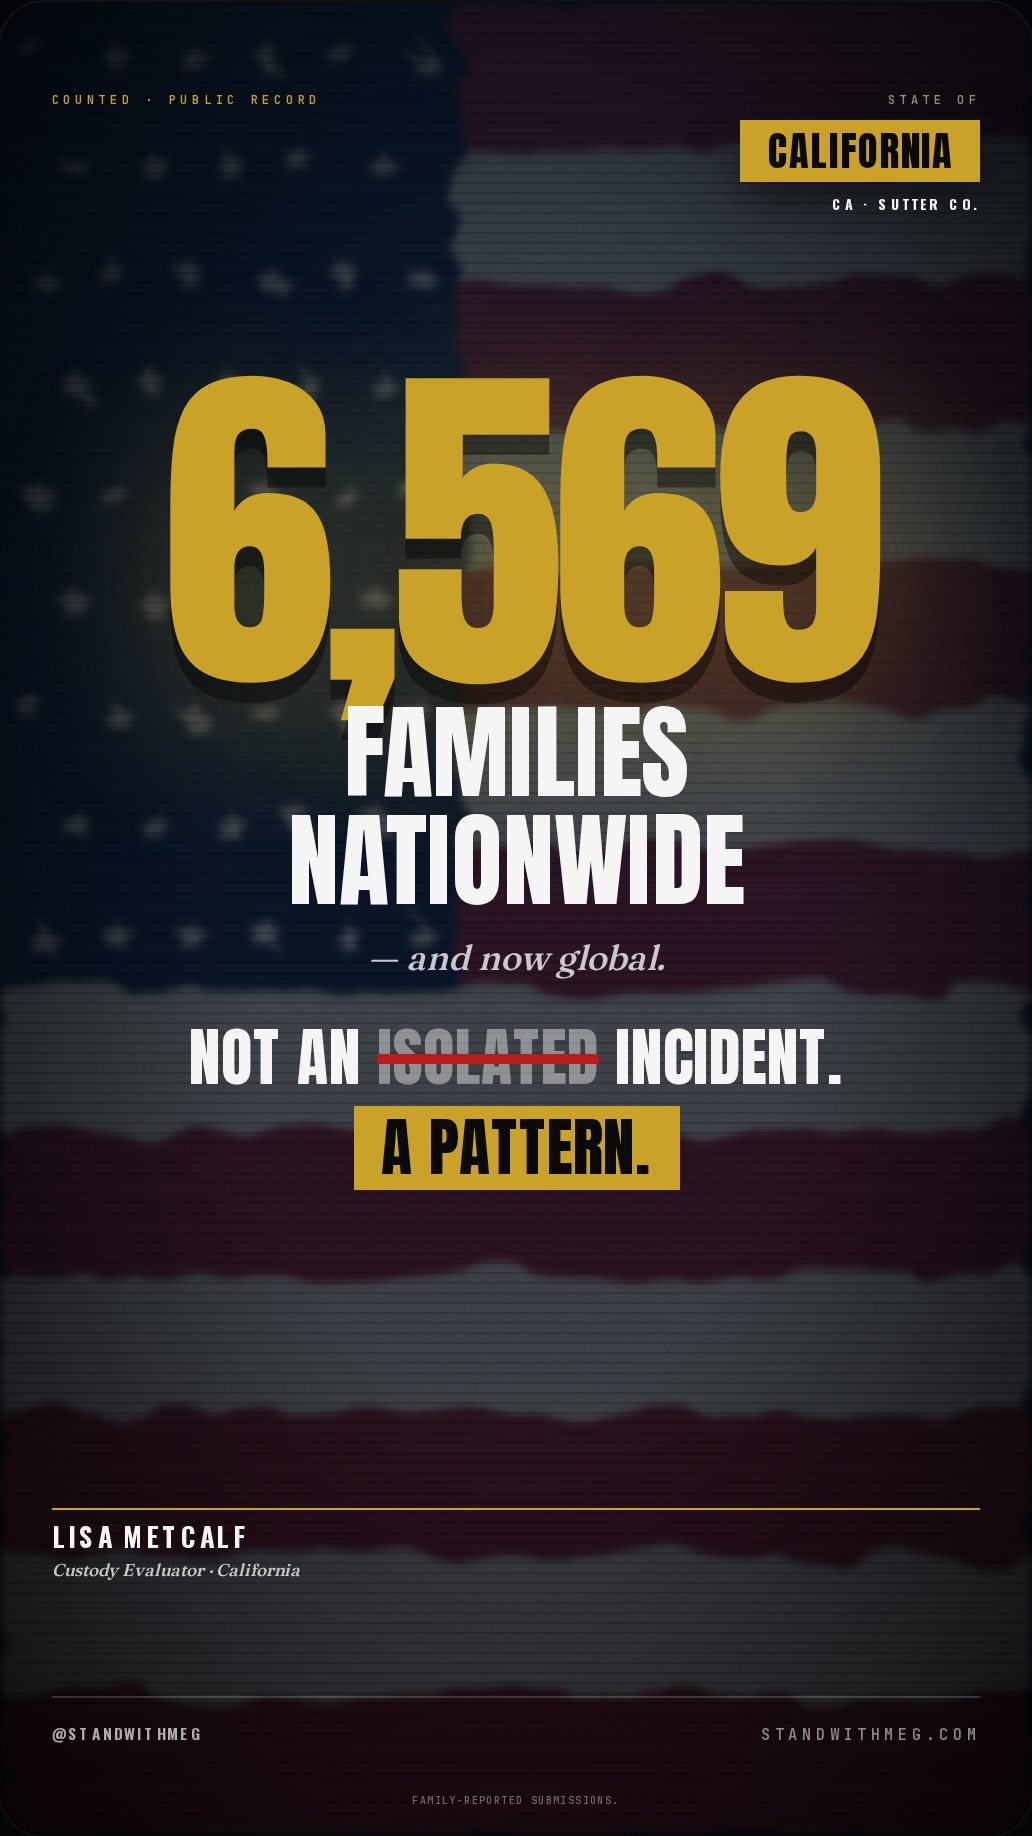 COUNTED · PUBLIC RECORD
STATE OF
CALIFORNIA
CA · SUTTER CO.
6,569
FAMILIES
NATIONWIDE
— and now global.
NOT AN ISOLATED INCIDENT.
A PATTERN.
LISA METCALF
Custody Evaluator · California
@STANDWITHMEG
STANDWITHMEG.COM
FAMILY-REPORTED SUBMISSIONS.